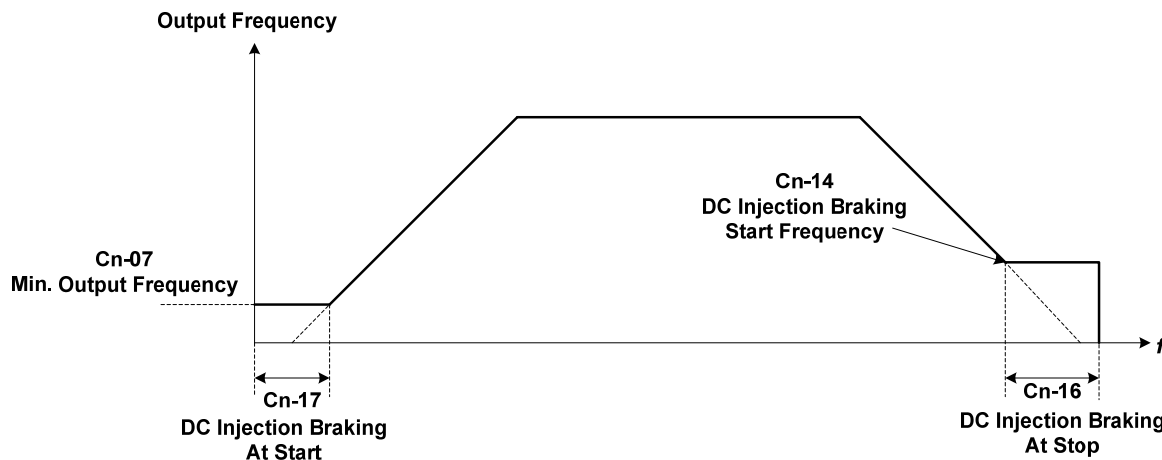 Output Frequency
Cn-14
DC Injection Braking
Start Frequency
Cn-07
Min. Output Frequency
t
Cn-17
DC Injection Braking
At Start
Cn-16
DC Injection Braking
At Stop